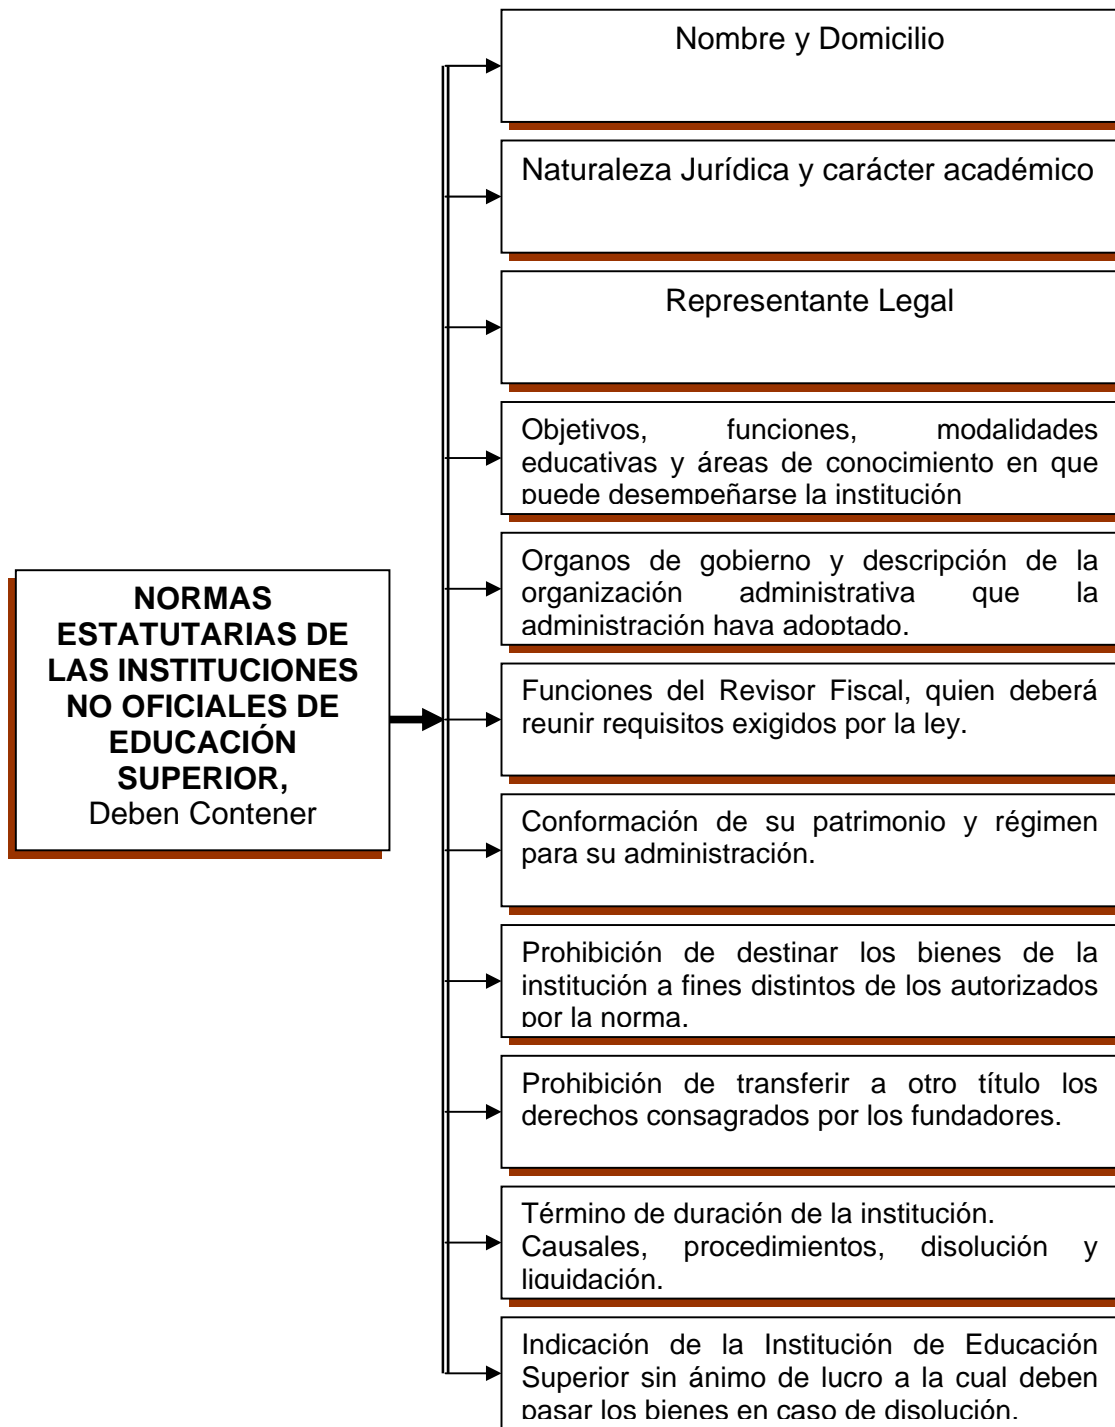 Nombre y Domicilio
Naturaleza Jurídica y carácter académico
Representante Legal
Objetivos, funciones, modalidades
educativas y áreas de conocimiento en que
puede desempeñarse la institución
NORMAS
ESTATUTARIAS DE
LAS INSTITUCIONES
NO OFICIALES DE
EDUCACIÓN
SUPERIOR,
Deben Contener
Organos de gobierno y descripción de la
organización administrativa que la
administración haya adoptado.
Funciones del Revisor Fiscal, quien deberá
reunir requisitos exigidos por la ley.
Conformación de su patrimonio y régimen
para su administración.
Prohibición de destinar los bienes de la
institución a fines distintos de los autorizados
por la norma.
Prohibición de transferir a otro título los
derechos consagrados por los fundadores.
Término de duración de la institución.
Causales, procedimientos, disolución y
liquidación.
Indicación de la Institución de Educación
Superior sin ánimo de lucro a la cual deben
pasar los bienes en caso de disolución.